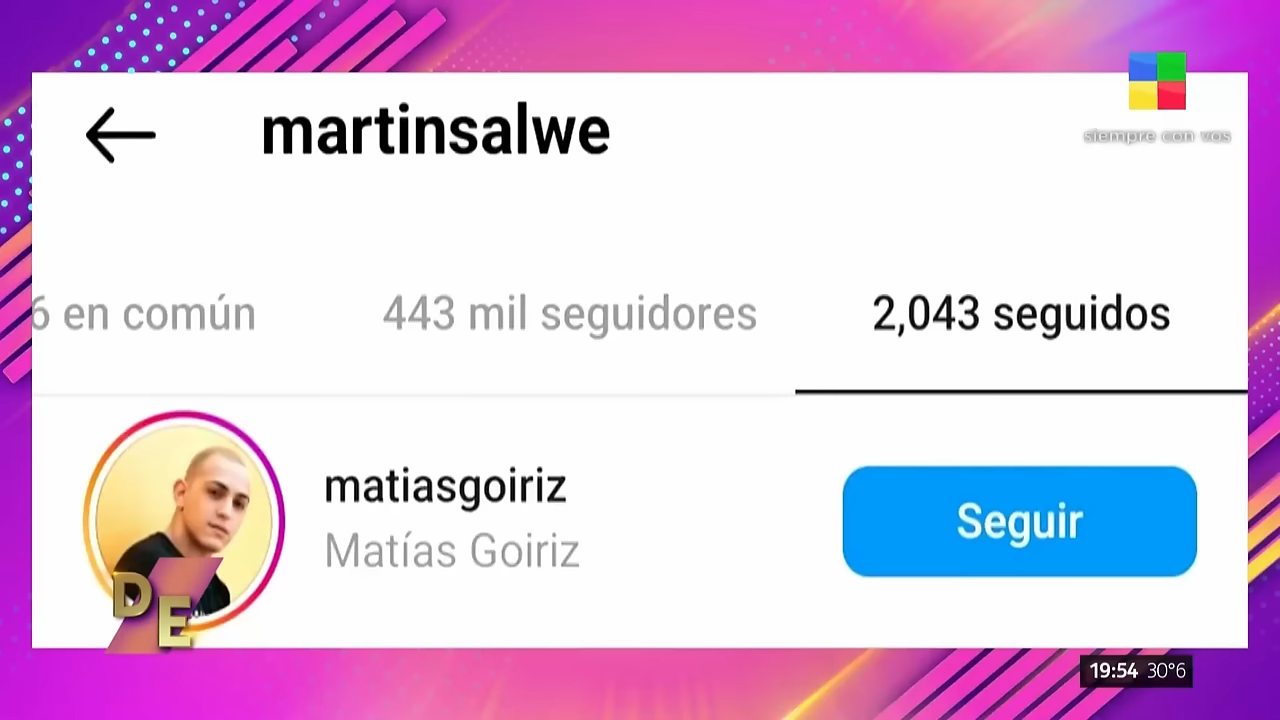 martinsalwe
siempre con vos
6 en común
443 mil seguidores
2,043 seguidos
matiasgoiriz
Matías Goiriz
Seguir
DE
19:54 30°6